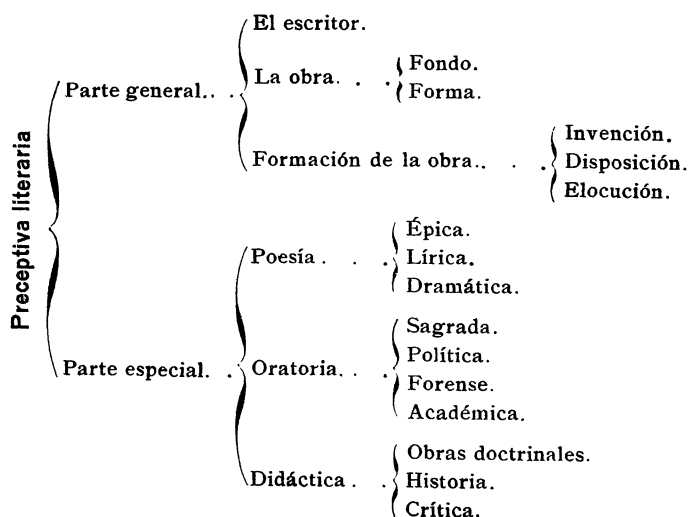 Preceptiva literaria
Parte general..
El escritor.
La obra. . .
Fondo.
Forma.
Formación de la obra.. . .
Invención.
Disposición.
Elocución.
Parte especial. .
Poesía . . .
Épica.
Lírica.
Dramática.
Oratoria. . .
Sagrada.
Política.
Forense.
Académica.
Didáctica . .
Obras doctrinales.
Historia.
Crítica.